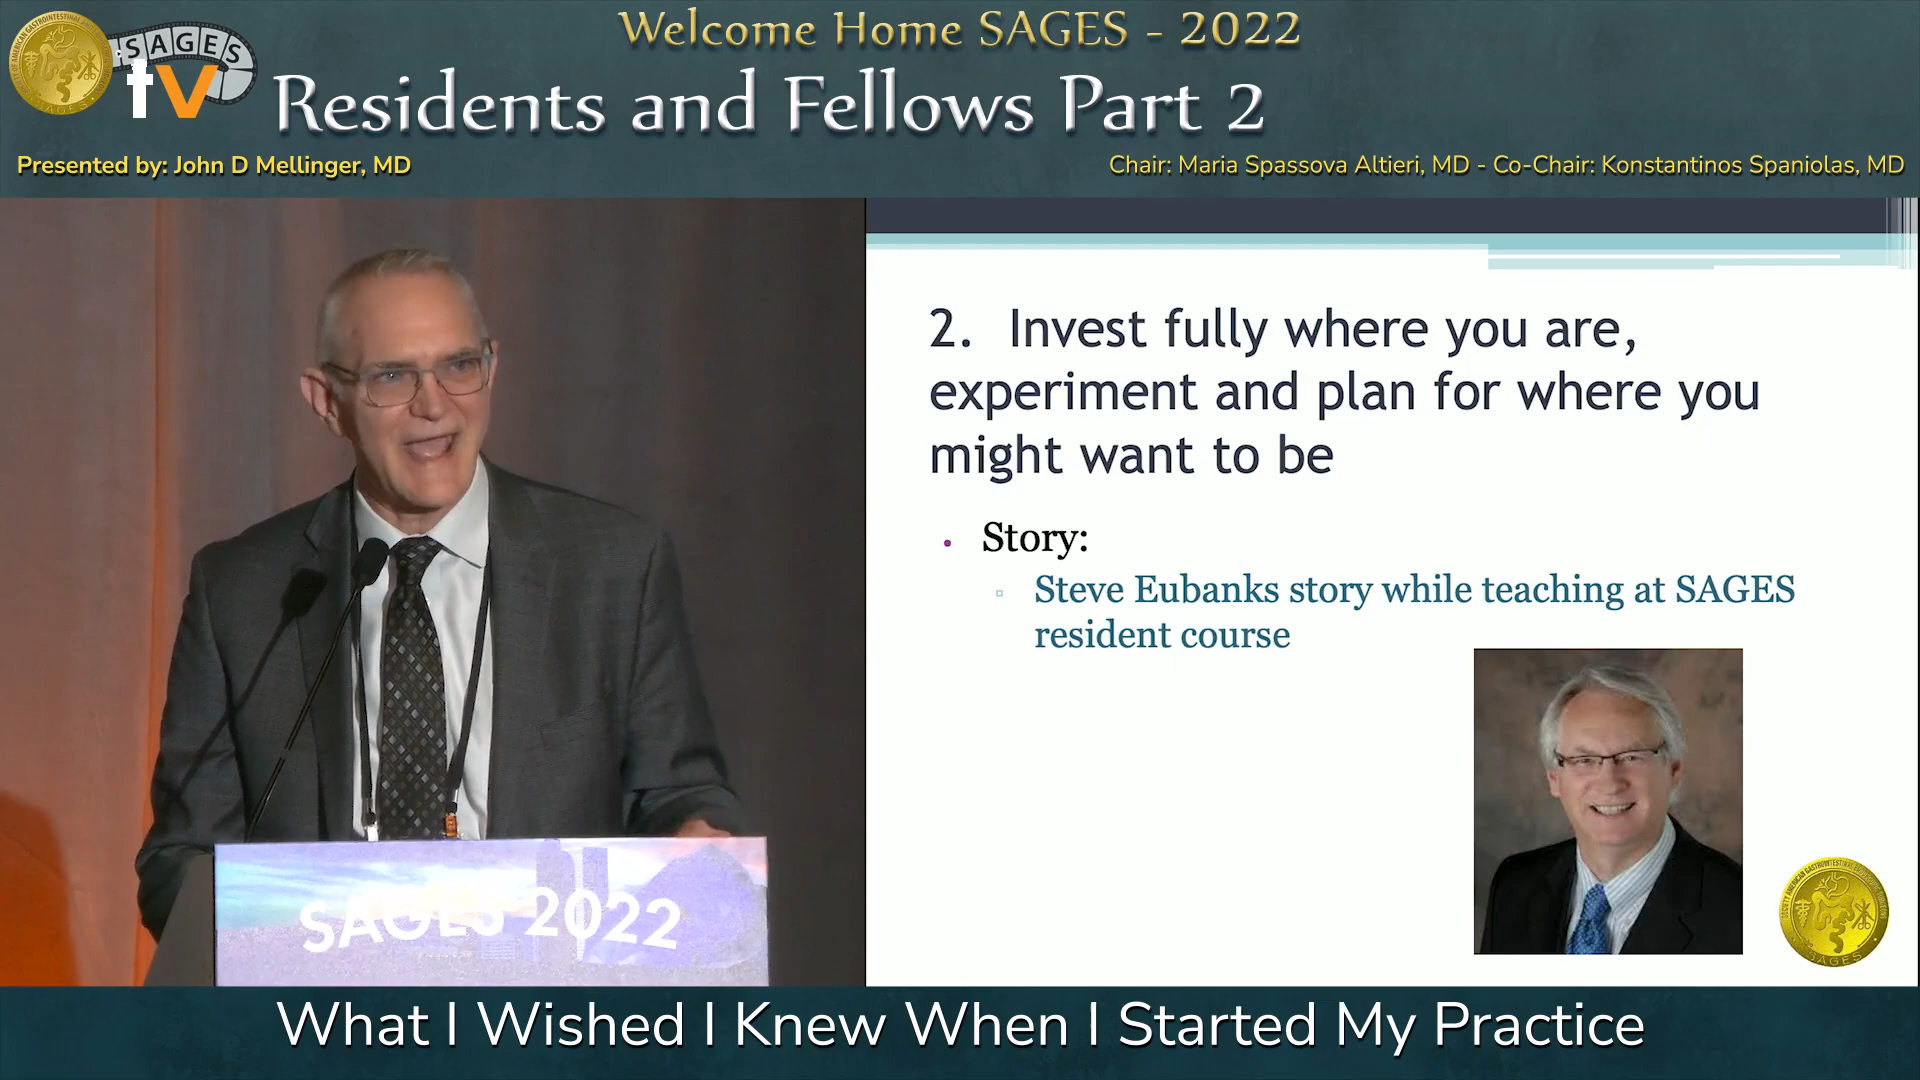 Welcome Home SAGES - 2022
SAGES
tv
Residents and Fellows Part 2
Presented by: John D Mellinger, MD
Chair: Maria Spassova Altieri, MD - Co-Chair: Konstantinos Spaniolas, MD
2. Invest fully where you are,
experiment and plan for where you
might want to be
• Story:
▫ Steve Eubanks story while teaching at SAGES
resident course
SAGES 2022
SAGES
What I Wished I Knew When I Started My Practice